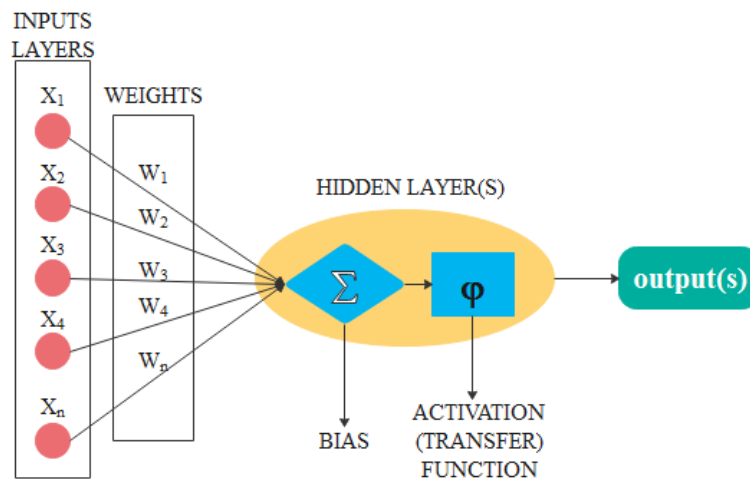 INPUTS
LAYERS
X₁
X₂
X₃
X₄
Xₙ
WEIGHTS
W₁
W₂
W₃
W₄
Wₙ
HIDDEN LAYER(S)
Σ
φ
BIAS
ACTIVATION
(TRANSFER)
FUNCTION
output(s)